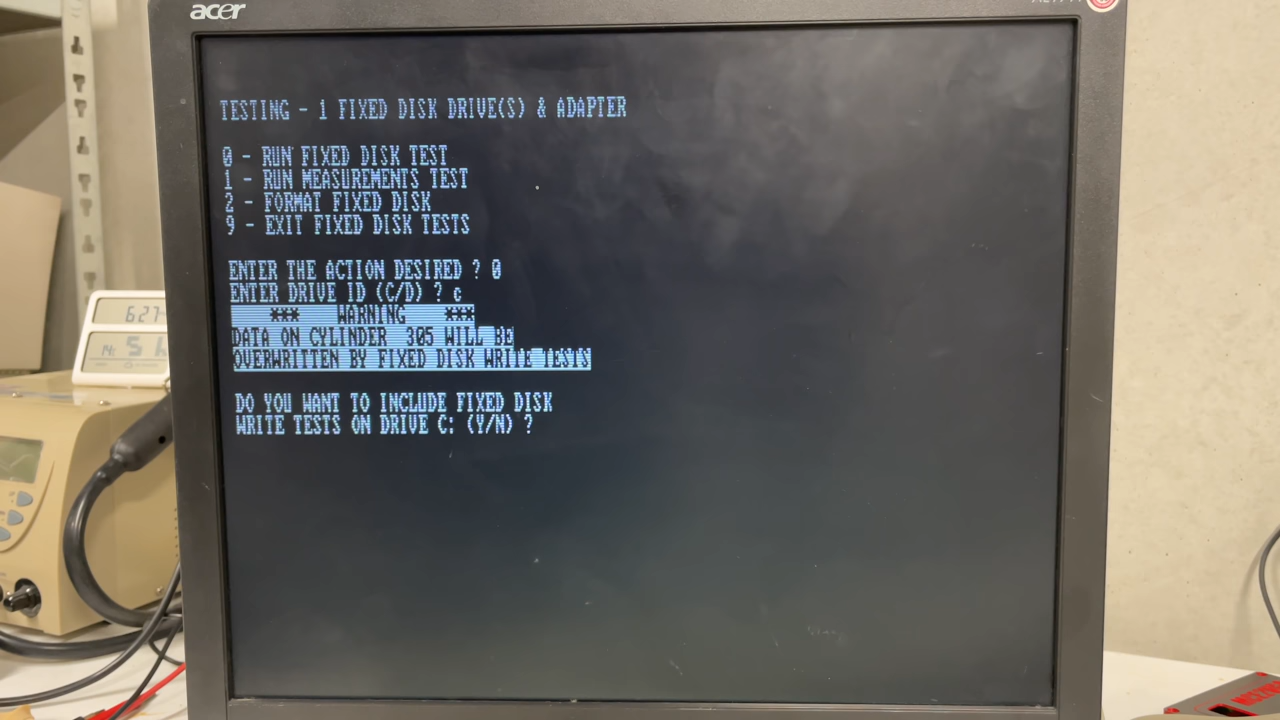 acer
TESTING - 1 FIXED DISK DRIVE(S) & ADAPTER
0 - RUN FIXED DISK TEST
1 - RUN MEASUREMENTS TEST
2 - FORMAT FIXED DISK
9 - EXIT FIXED DISK TESTS
ENTER THE ACTION DESIRED ? 0
ENTER DRIVE ID (C/D) ? c
*** WARNING ***
DATA ON CYLINDER 305 WILL BE
OVERWRITTEN BY FIXED DISK WRITE TESTS
DO YOU WANT TO INCLUDE FIXED DISK
WRITE TESTS ON DRIVE C: (Y/N) ?